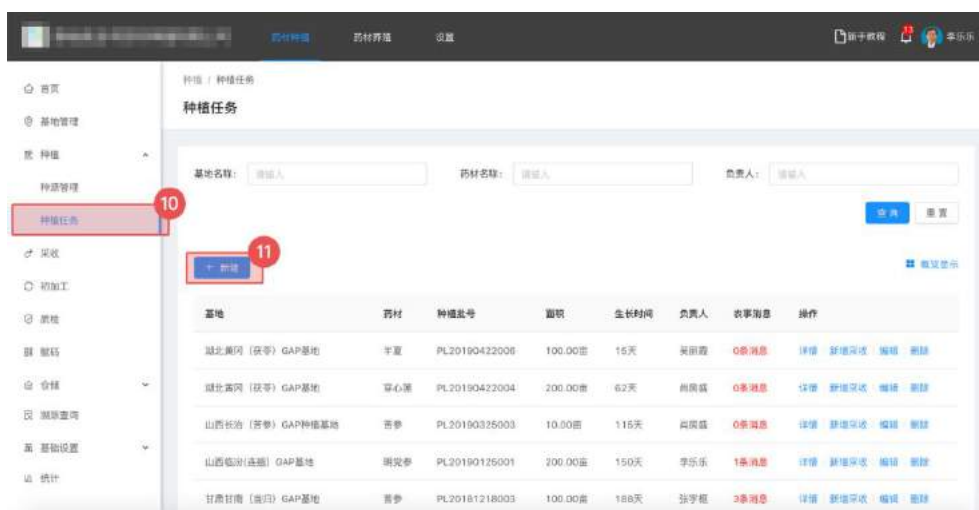 药材种植 药材养殖 设置 新手教程 李乐乐
首页
基地管理
种植
种源管理
种植任务
采收
初加工
质检
赋码
仓储
溯源查询
基础设置
统计
种植 / 种植任务
种植任务
基地名称: 请输入 药材名称: 请输入 负责人: 请输入
10
查询 重置
11
+ 新建 概览显示
基地 药材 种植批号 面积 生长时间 负责人 农事消息 操作
湖北黄冈 (茯苓) GAP基地 半夏 PL20190422006 100.00亩 15天 吴丽霞 0条消息 详情 新增采收 编辑 删除
湖北黄冈 (茯苓) GAP基地 穿心莲 PL20190422004 200.00亩 62天 尚民盛 0条消息 详情 新增采收 编辑 删除
山西长治 (苦参) GAP种植基地 苦参 PL20190325003 10.00亩 115天 0条消息 详情 新增采收 编辑 删除
山西临汾(连翘) GAP基地 明党参 PL20190125001 200.00亩 150天 李乐乐 1条消息 详情 新增采收 编辑 删除
甘肃甘南 (当归) GAP基地 苦参 PL20181218003 100.00亩 188天 3条消息 详情 新增采收 编辑 删除